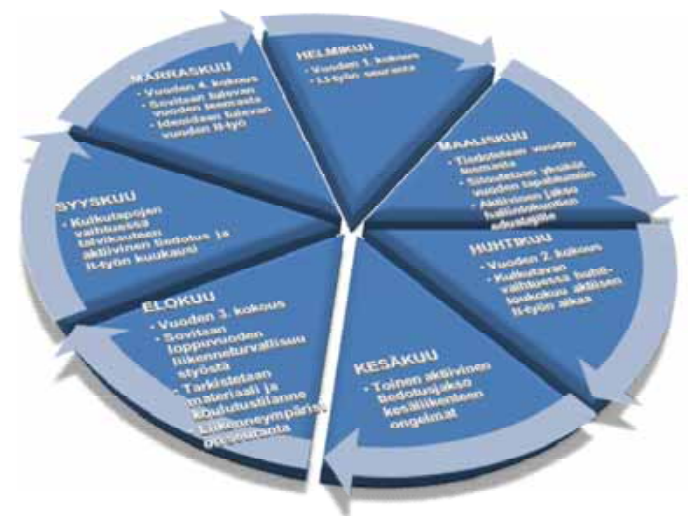 HELMIKUU
• Vuoden 1. kokous
• Lt-työn seuranta
MAALISKUU
• Tiedotetaan vuoden
teemasta
• Sitoutetaan yksiköt
vuoden tapahtumiin
• Aktiivinen jakso
hallintokuntien
edustajille
HUHTIKUU
• Vuoden 2. kokous
• Kulkutavan
vaihtuessa huhti-
toukokuu aktiivisen
lt-työn aikaa
KESÄKUU
• Toinen aktiivinen
tiedotusjakso
kesäliikenteen
ongelmat
ELOKUU
• Vuoden 3. kokous
• Sovitaan
loppuvuoden
liikenneturvallisuu
styöstä
• Tarkistetaan
materiaali ja
koulutustilanne
Liikenneympäris
seuranta
SYYSKUU
• Kulkutapojen
vaihtuessa
talvikauteen
aktiivinen tiedotus ja
lt-työn kuukausi
MARRASKUU
• Vuoden 4. kokous
• Sovitaan tulevan
vuoden teemasta
• Ideoidaan tulevan
vuoden lt-työ